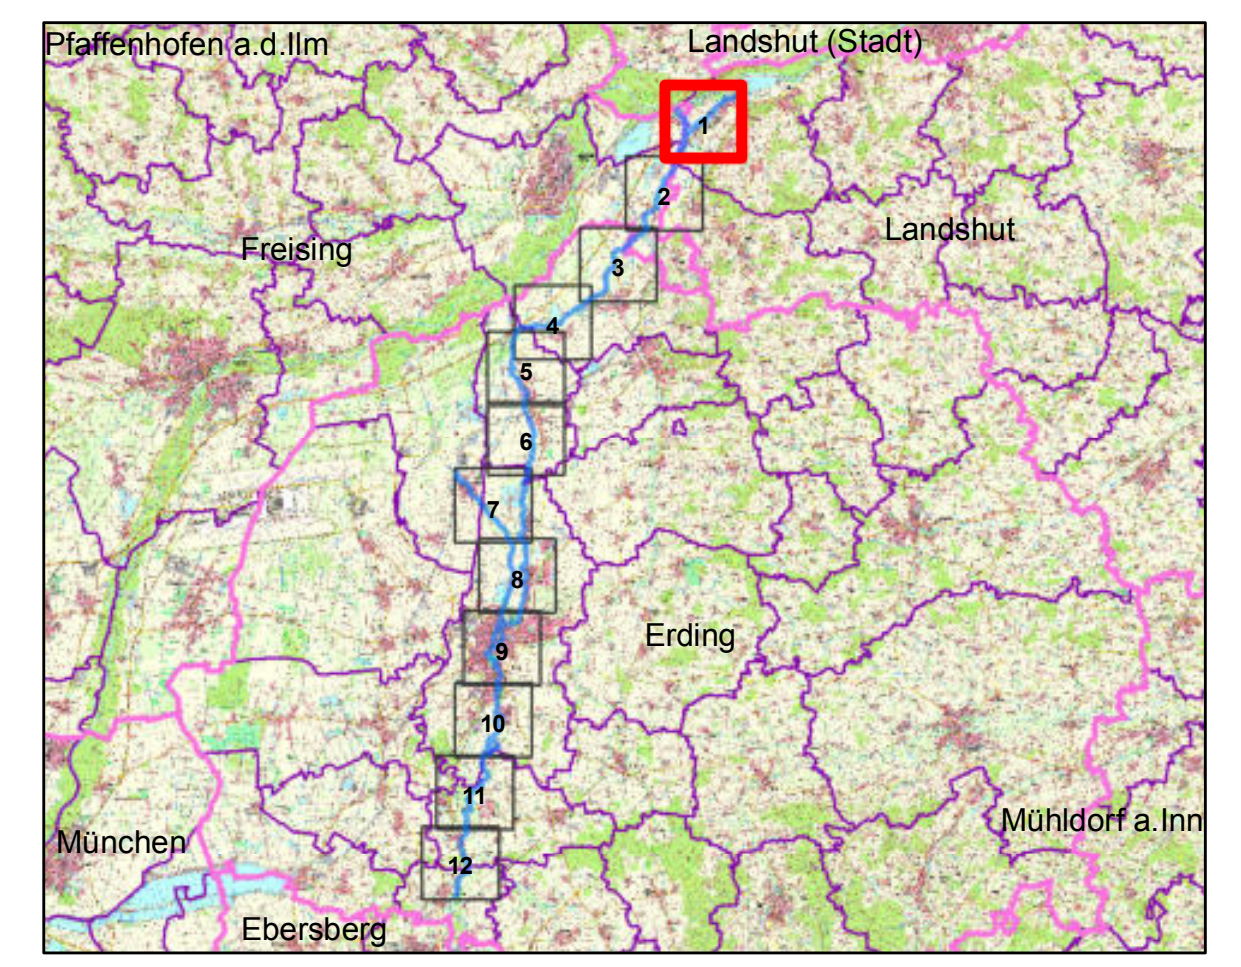 Pfaffenhofen a.d.Ilm
Landshut (Stadt)
1
2
Landshut
Freising
3
4
5
6
7
8
Erding
9
10
11
Mühldorf a.Inn
München
12
Ebersberg